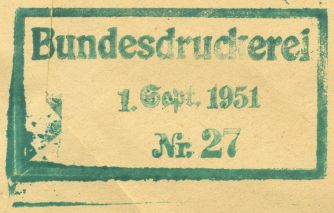 Bundesdruckerei
1. Sept. 1951
Nr. 27